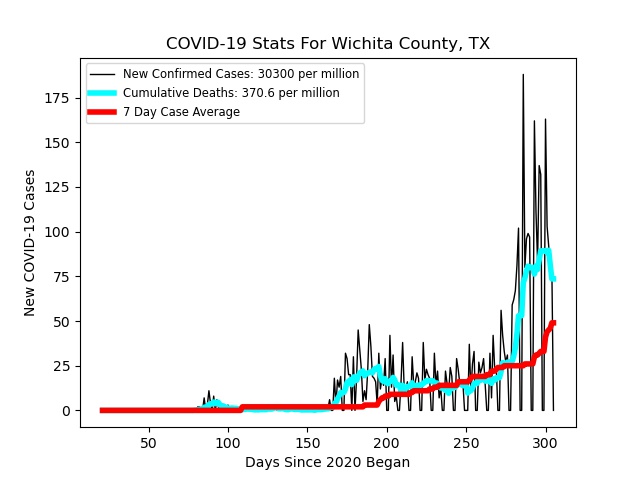 COVID-19 Stats For Wichita County, TX
New Confirmed Cases: 30300 per million
Cumulative Deaths: 370.6 per million
7 Day Case Average
175
150
125
100
75
50
25
0
New COVID-19 Cases
50 100 150 200 250 300
Days Since 2020 Began